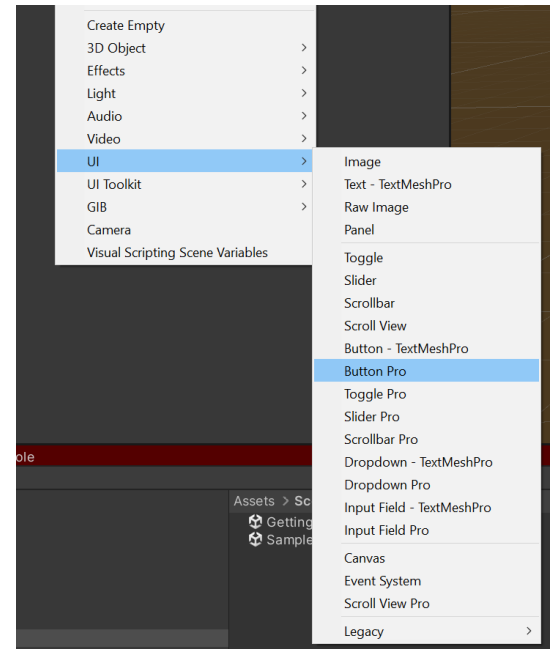 Create Empty
3D Object
Effects
Light
Audio
Video
UI
UI Toolkit
GIB
Camera
Visual Scripting Scene Variables
Image
Text - TextMeshPro
Raw Image
Panel
Toggle
Slider
Scrollbar
Scroll View
Button - TextMeshPro
Button Pro
Toggle Pro
Slider Pro
Scrollbar Pro
Dropdown - TextMeshPro
Dropdown Pro
Input Field - TextMeshPro
Input Field Pro
Canvas
Event System
Scroll View Pro
Legacy
ole
Assets > Sc
Getting
Sample